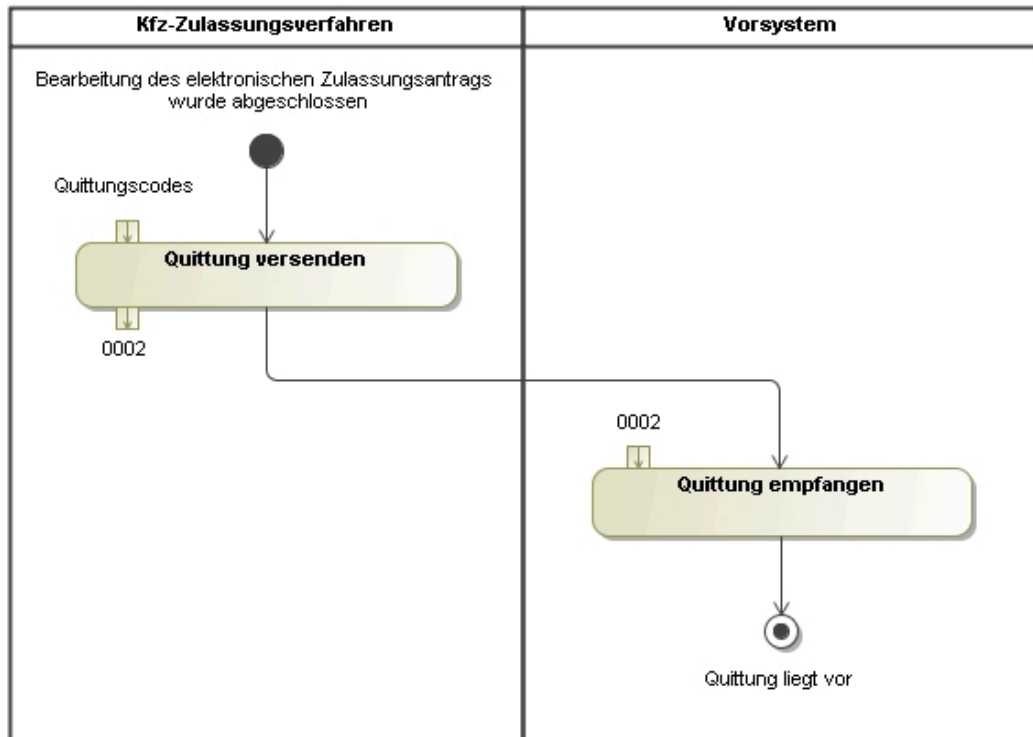 Kfz-Zulassungsverfahren
Vorsystem
Bearbeitung des elektronischen Zulassungsantrags
wurde abgeschlossen
Quittungscodes
Quittung versenden
0002
0002
Quittung empfangen
Quittung liegt vor